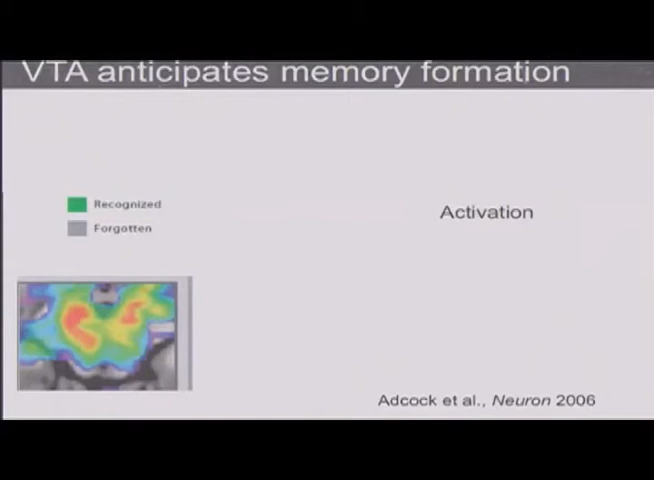 VTA anticipates memory formation
Recognized
Forgotten
Activation
Adcock et al., Neuron 2006